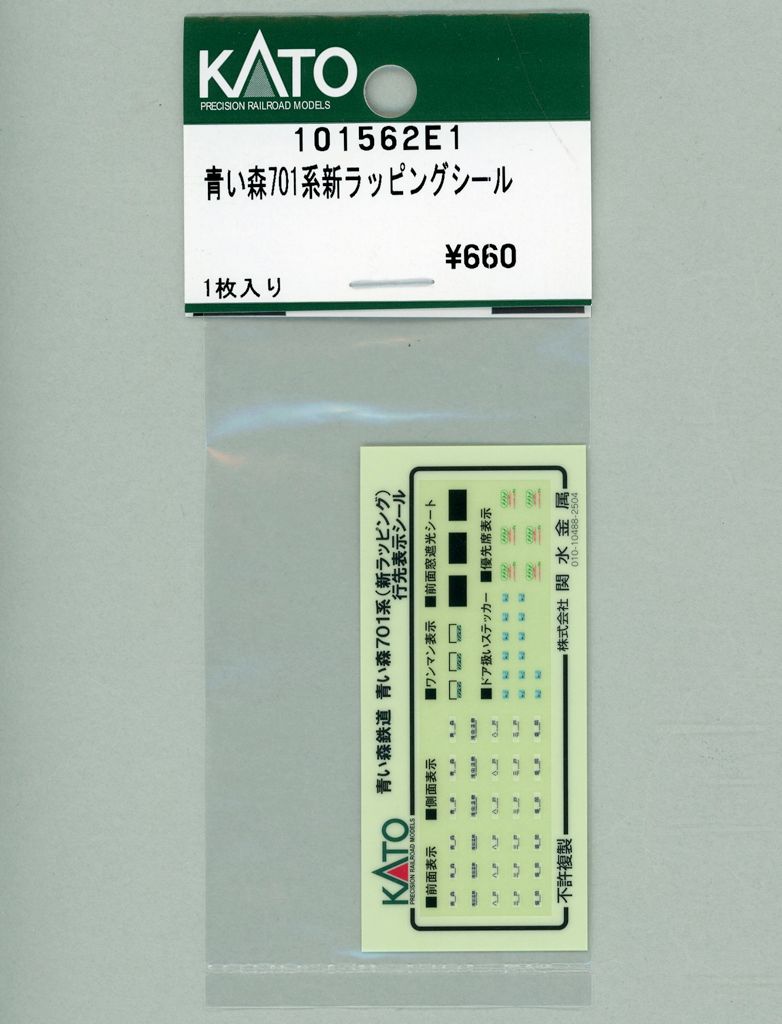 KATO
PRECISION RAILROAD MODELS
101562E1
青い森701系新ラッピングシール
¥660
1枚入り
KATO
PRECISION RAILROAD MODELS
青い森鉄道 青い森701系(新ラッピング)
行先表示シール
■前面表示
■側面表示
■ワンマン表示
■前面窓遮光シート
■ドア扱いステッカー
■優先席表示
不許複製
株式会社 関水金属
010-10488-2504